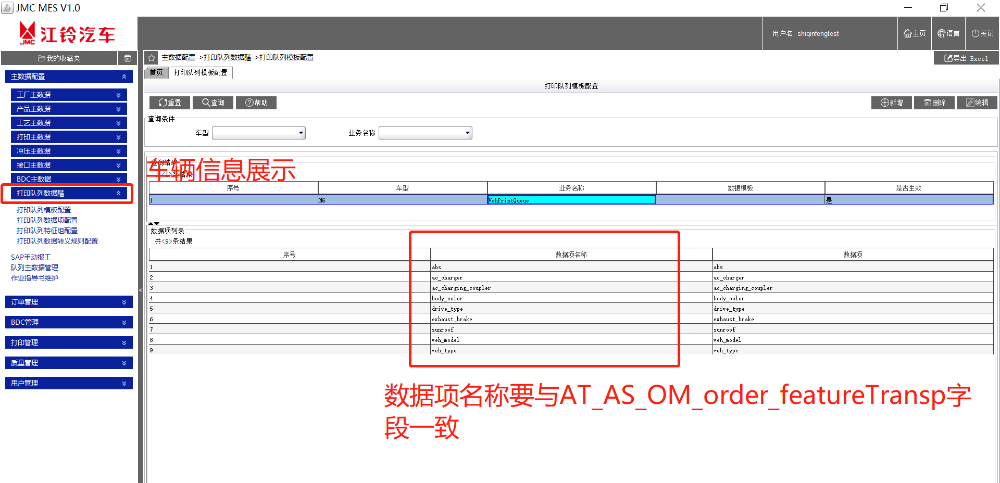 JMC MES V1.0
JMC 江铃汽车
用户名: shiqinfengtest
主页
语言
关闭
我的收藏夹
主数据配置->打印队列数据醢->打印队列模板配置
导出 Excel
首页
打印队列模板配置
打印队列模板配置
主数据配置
工厂主数据
产品主数据
工艺主数据
打印主数据
冲压主数据
接口主数据
BDC主数据
打印队列数据醢
打印队列模板配置
打印队列数据项配置
打印队列特征组配置
打印队列数据转义规则配置
SAP手动报工
队列主数据管理
作业指导书维护
订单管理
BDC管理
打印管理
质量管理
用户管理
重置
查询
帮助
新增
删除
编辑
查询条件
车型
业务名称
查询结果
车辆信息展示
共<1>条结果
序号 车型 业务名称 数据模板 是否生效
1 N6 VehPrintQueue 是
数据项列表
共<9>条结果
序号 数据项名称 数据项
1 abs abs
2 ac_charger ac_charger
3 ac_charging_coupler ac_charging_coupler
4 body_color body_color
5 drive_type drive_type
6 exhaust_brake exhaust_brake
7 sunroof sunroof
8 veh_model veh_model
9 veh_type veh_type
数据项名称要与AT_AS_OM_order_featureTransp字
段一致
<